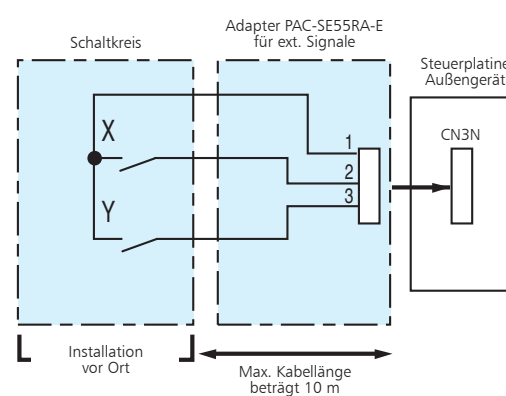 Schaltkreis
Adapter PAC-SE55RA-E
für ext. Signale
Steuerplatine
Außengerät
X
Y
1
2
3
CN3N
Installation
vor Ort
Max. Kabellänge
beträgt 10 m